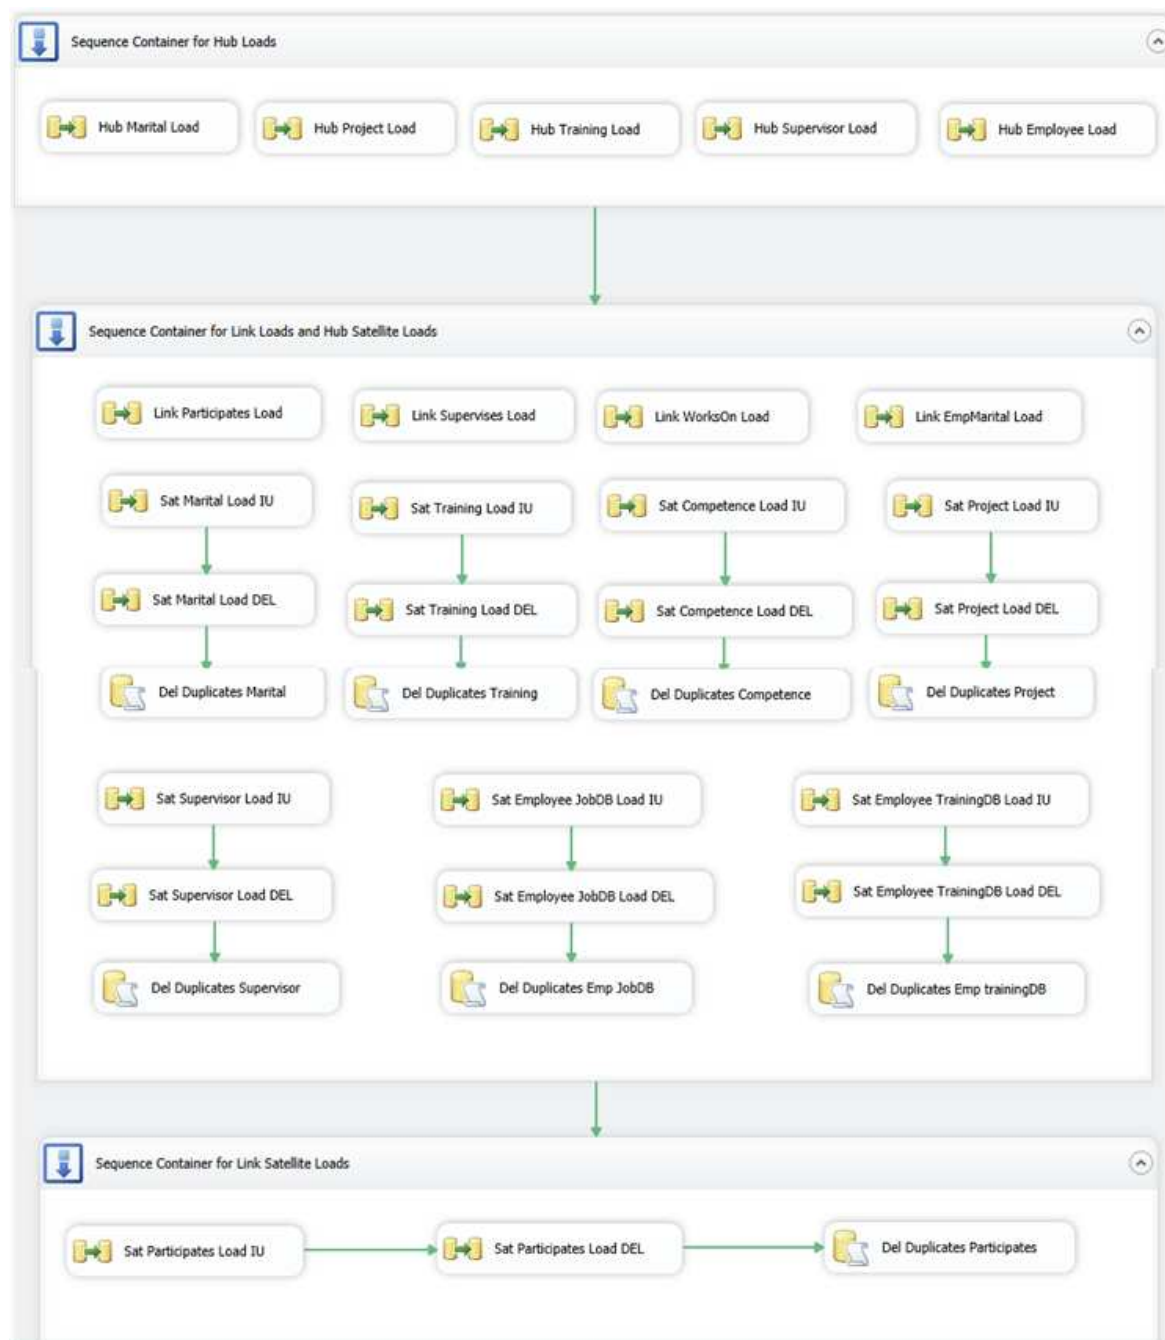 Sequence Container for Hub Loads
Hub Marital Load
Hub Project Load
Hub Training Load
Hub Supervisor Load
Hub Employee Load
Sequence Container for Link Loads and Hub Satellite Loads
Link Participates Load
Link Supervises Load
Link WorksOn Load
Link EmpMarital Load
Sat Marital Load IU
Sat Training Load IU
Sat Competence Load IU
Sat Project Load IU
Sat Marital Load DEL
Sat Training Load DEL
Sat Competence Load DEL
Sat Project Load DEL
Del Duplicates Marital
Del Duplicates Training
Del Duplicates Competence
Del Duplicates Project
Sat Supervisor Load IU
Sat Employee JobDB Load IU
Sat Employee TrainingDB Load IU
Sat Supervisor Load DEL
Sat Employee JobDB Load DEL
Sat Employee TrainingDB Load DEL
Del Duplicates Supervisor
Del Duplicates Emp JobDB
Del Duplicates Emp trainingDB
Sequence Container for Link Satellite Loads
Sat Participates Load IU
Sat Participates Load DEL
Del Duplicates Participates